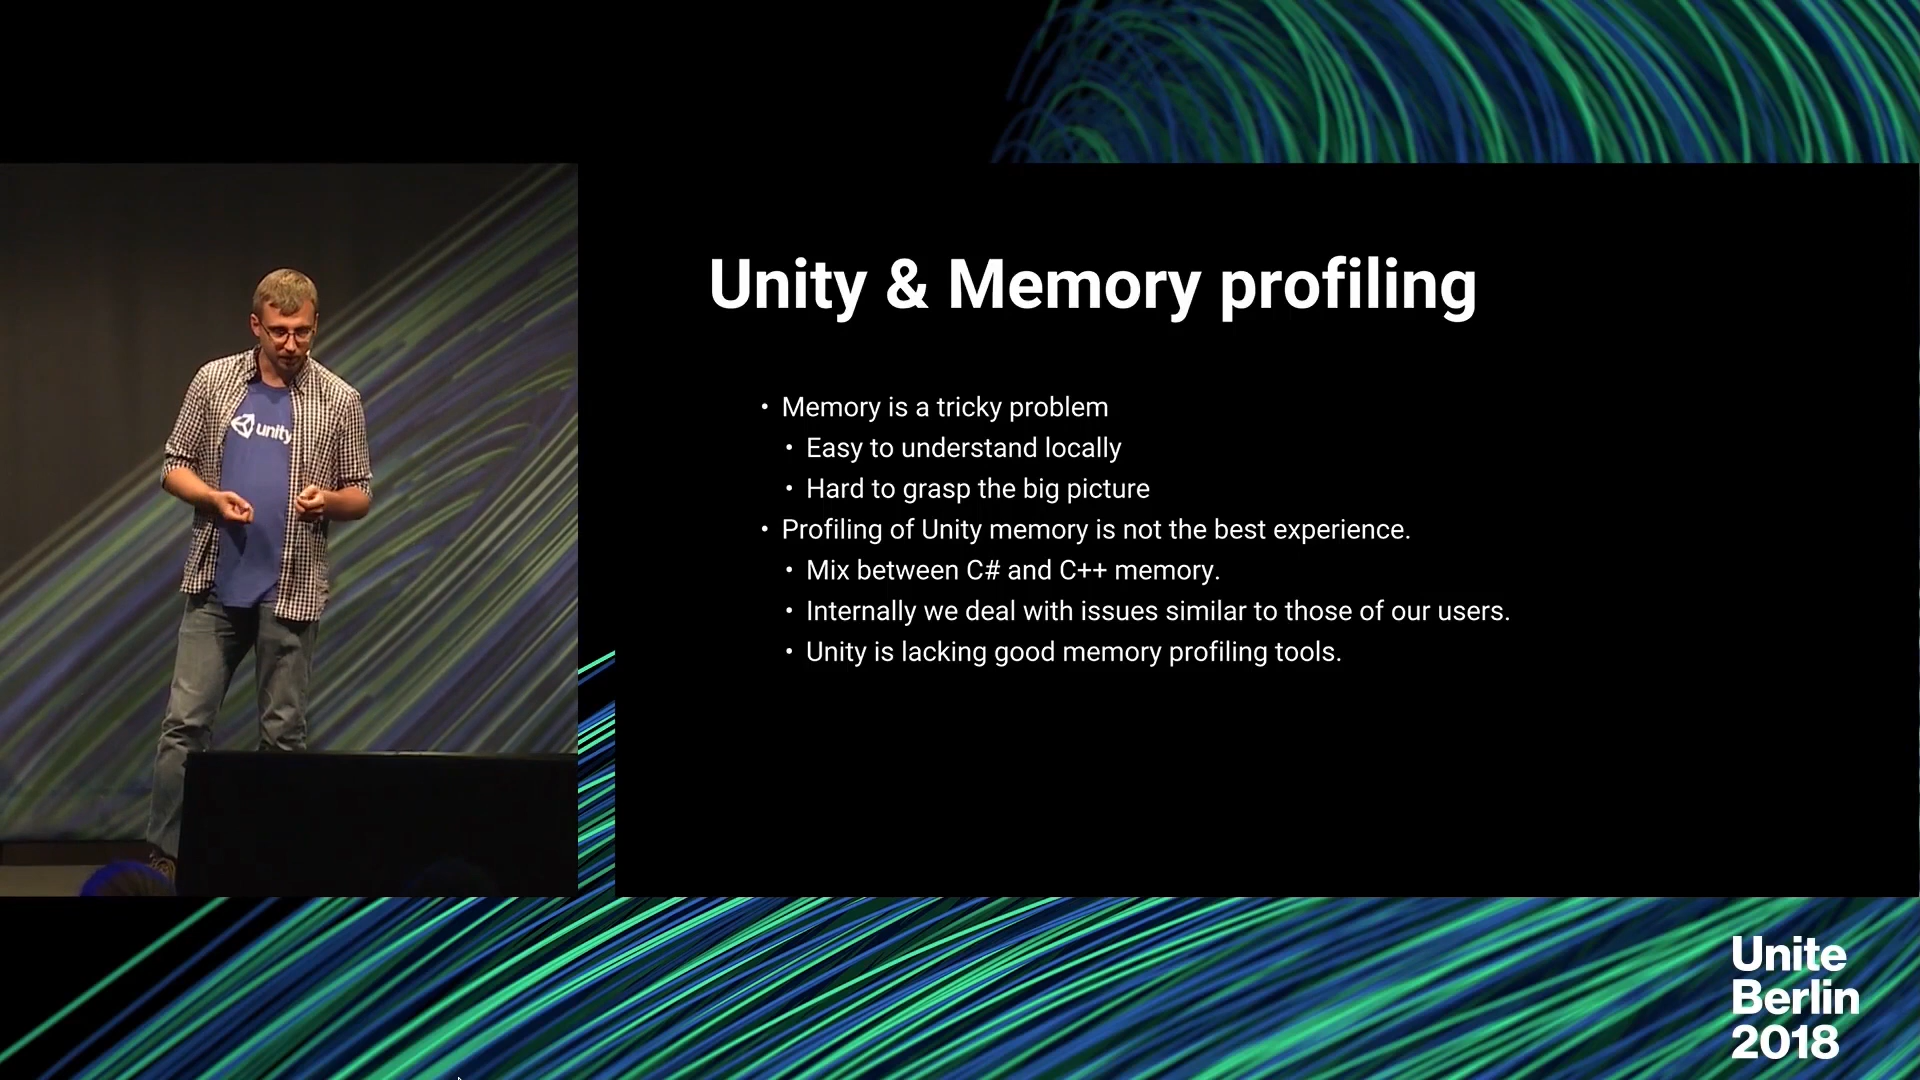 unity
Unity & Memory profiling
• Memory is a tricky problem
• Easy to understand locally
• Hard to grasp the big picture
• Profiling of Unity memory is not the best experience.
• Mix between C# and C++ memory.
• Internally we deal with issues similar to those of our users.
• Unity is lacking good memory profiling tools.
Unite
Berlin
2018